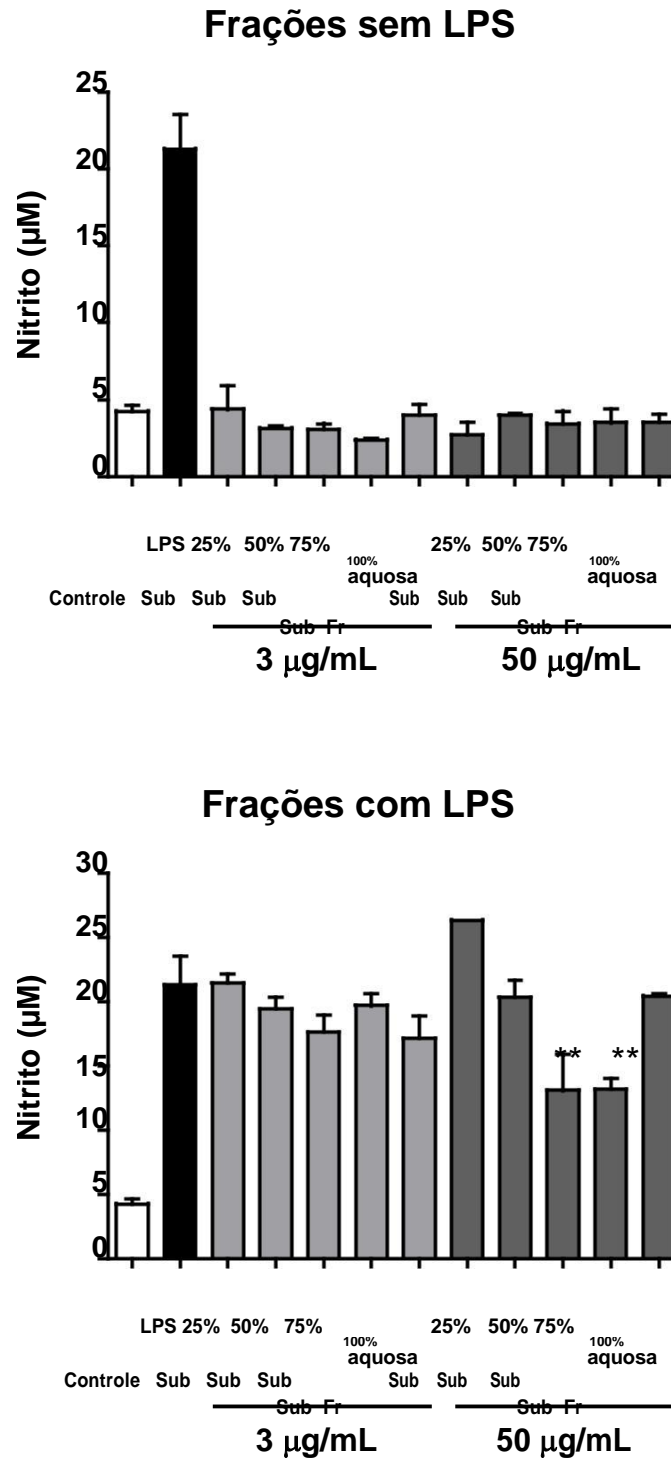 Frações sem LPS
25
20
15
10
5
0
Nitrito (µM)
LPS 25% 50% 75% 25% 50% 75%
100% 100%
aquosa aquosa
Controle Sub Sub Sub Sub Sub Sub
Sub Fr Sub Fr
3 µg/mL 50 µg/mL
Frações com LPS
30
25
20
15
10
5
0
Nitrito (µM)
** **
LPS 25% 50% 75% 25% 50% 75%
100% 100%
aquosa aquosa
Controle Sub Sub Sub Sub Sub Sub
Sub Fr Sub Fr
3 µg/mL 50 µg/mL